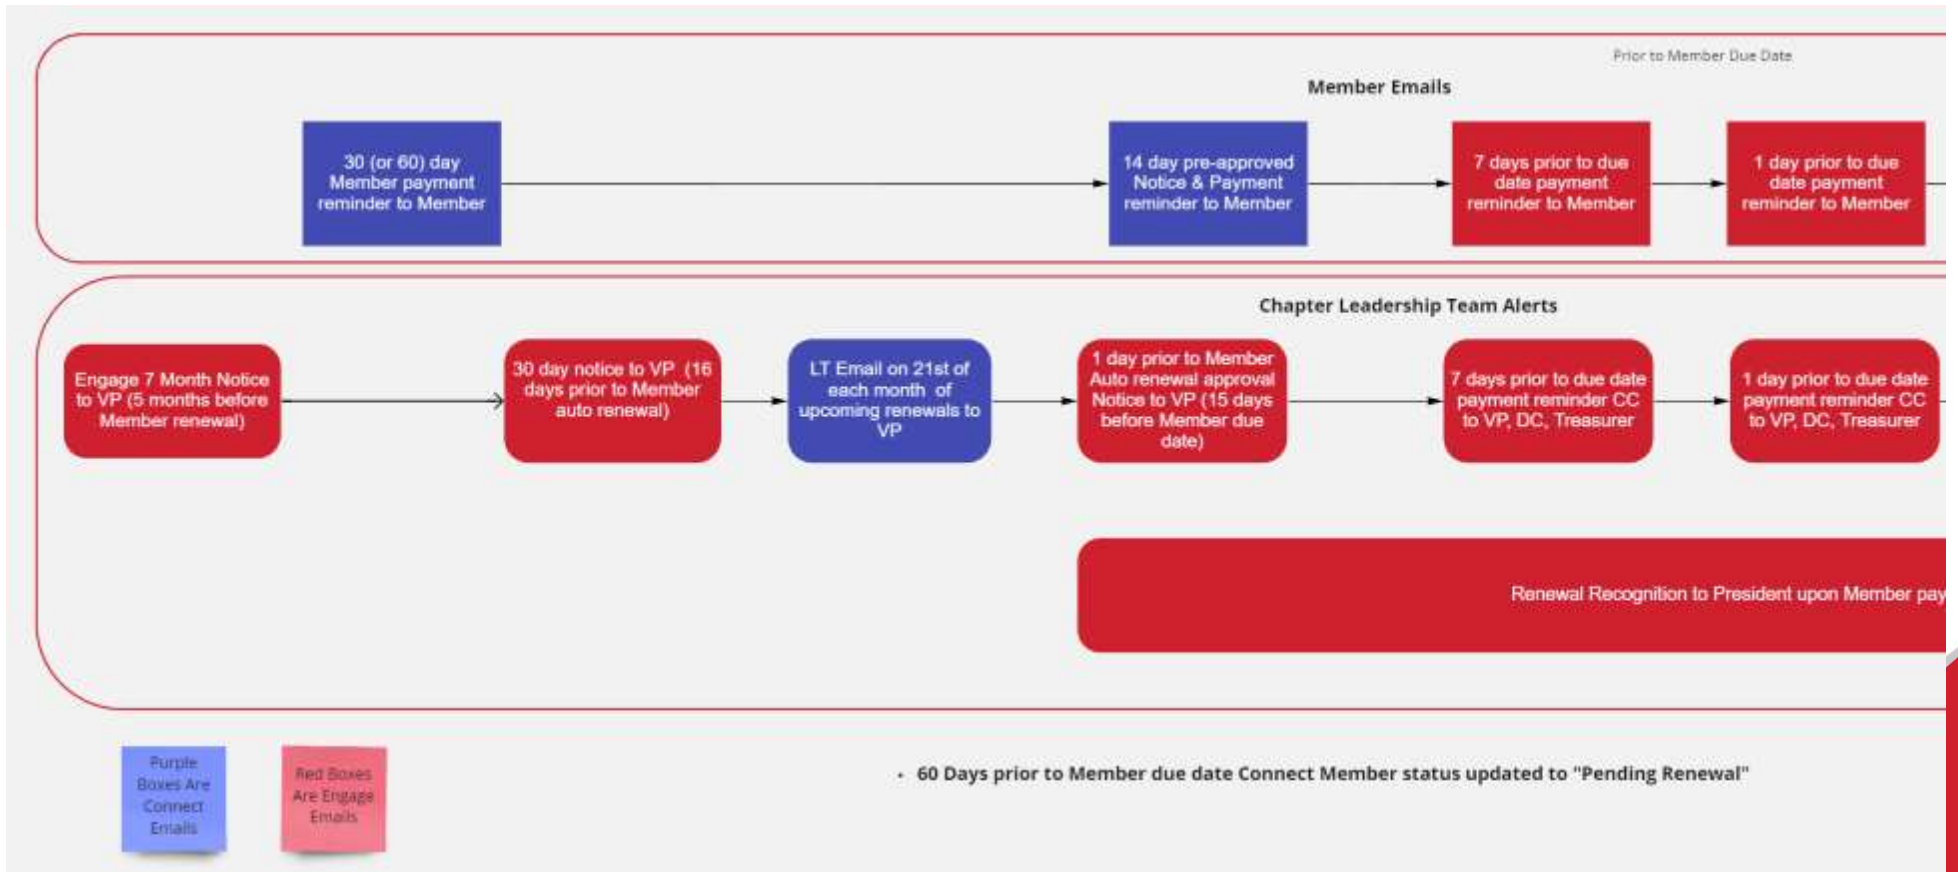 Prior to Member Due Date
Member Emails
30 (or 60) day
Member payment
reminder to Member
14 day pre-approved
Notice & Payment
reminder to Member
7 days prior to due
date payment
reminder to Member
1 day prior to due
date payment
reminder to Member
Chapter Leadership Team Alerts
Engage 7 Month Notice
to VP (5 months before
Member renewal)
30 day notice to VP (16
days prior to Member
auto renewal)
LT Email on 21st of
each month of
upcoming renewals to
VP
1 day prior to Member
Auto renewal approval
Notice to VP (15 days
before Member due
date)
7 days prior to due date
payment reminder CC
to VP, DC, Treasurer
1 day prior to due date
payment reminder CC
to VP, DC, Treasurer
Renewal Recognition to President upon Member pay
Purple
Boxes Are
Connect
Emails
Red Boxes
Are Engage
Emails
• 60 Days prior to Member due date Connect Member status updated to "Pending Renewal"